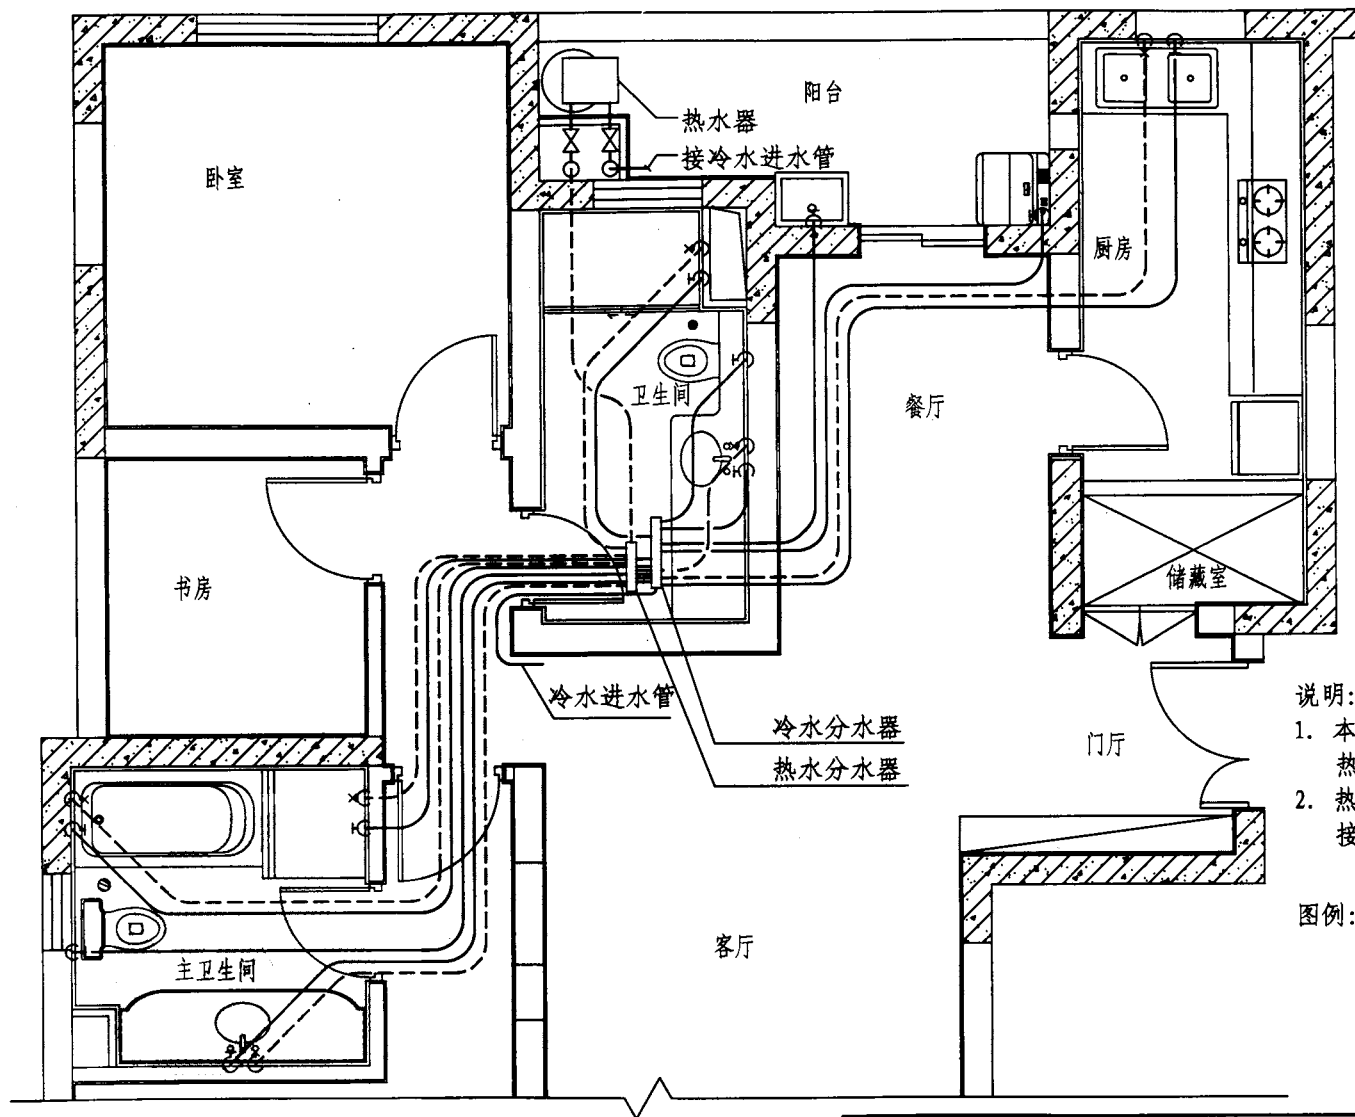 阳台
热水器
接冷水进水管
卧室
厨房
卫生间
餐厅
书房
储藏室
冷水进水管
冷水分水器
热水分水器
门厅
说明:
1. 本
热
2. 热
接
图例:
客厅
主卫生间